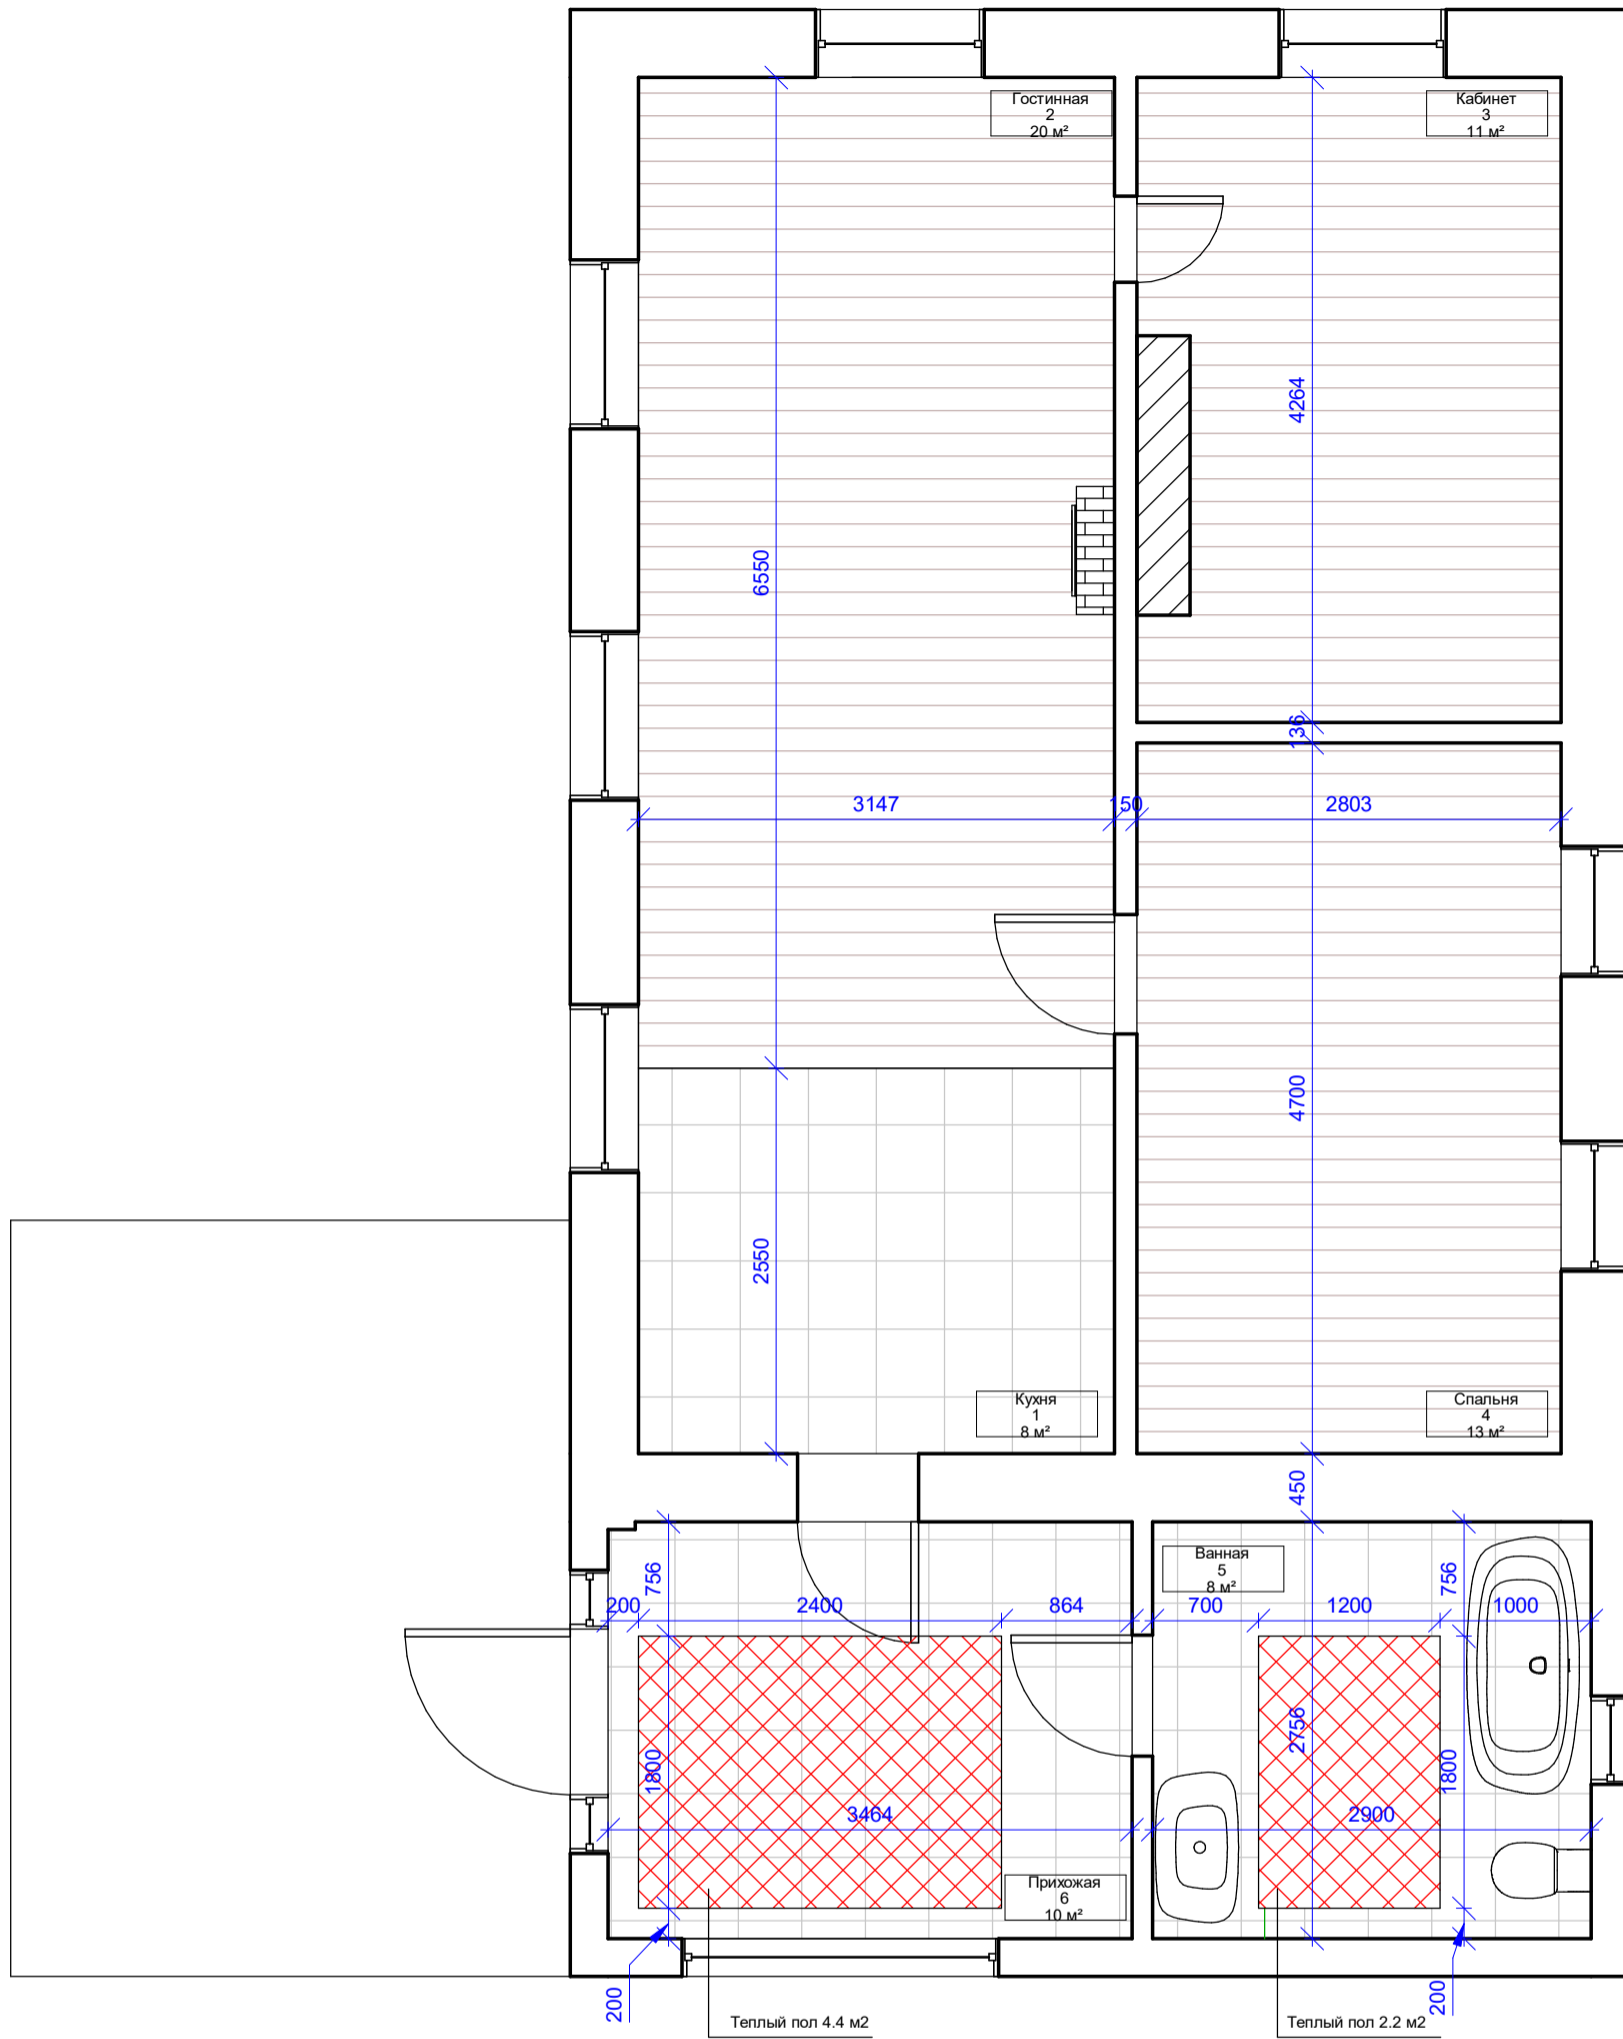 Гостинная
2
20 м²
Кабинет
3
11 м²
4264
6550
136
3147
150
2803
4700
2550
Кухня
1
8 м²
Спальня
4
13 м²
450
Ванная
5
8 м²
756
756
200
2400
864
700
1200
1000
2756
1800
1800
3464
2900
Прихожая
6
10 м²
200
200
Теплый пол 4.4 м2
Теплый пол 2.2 м2